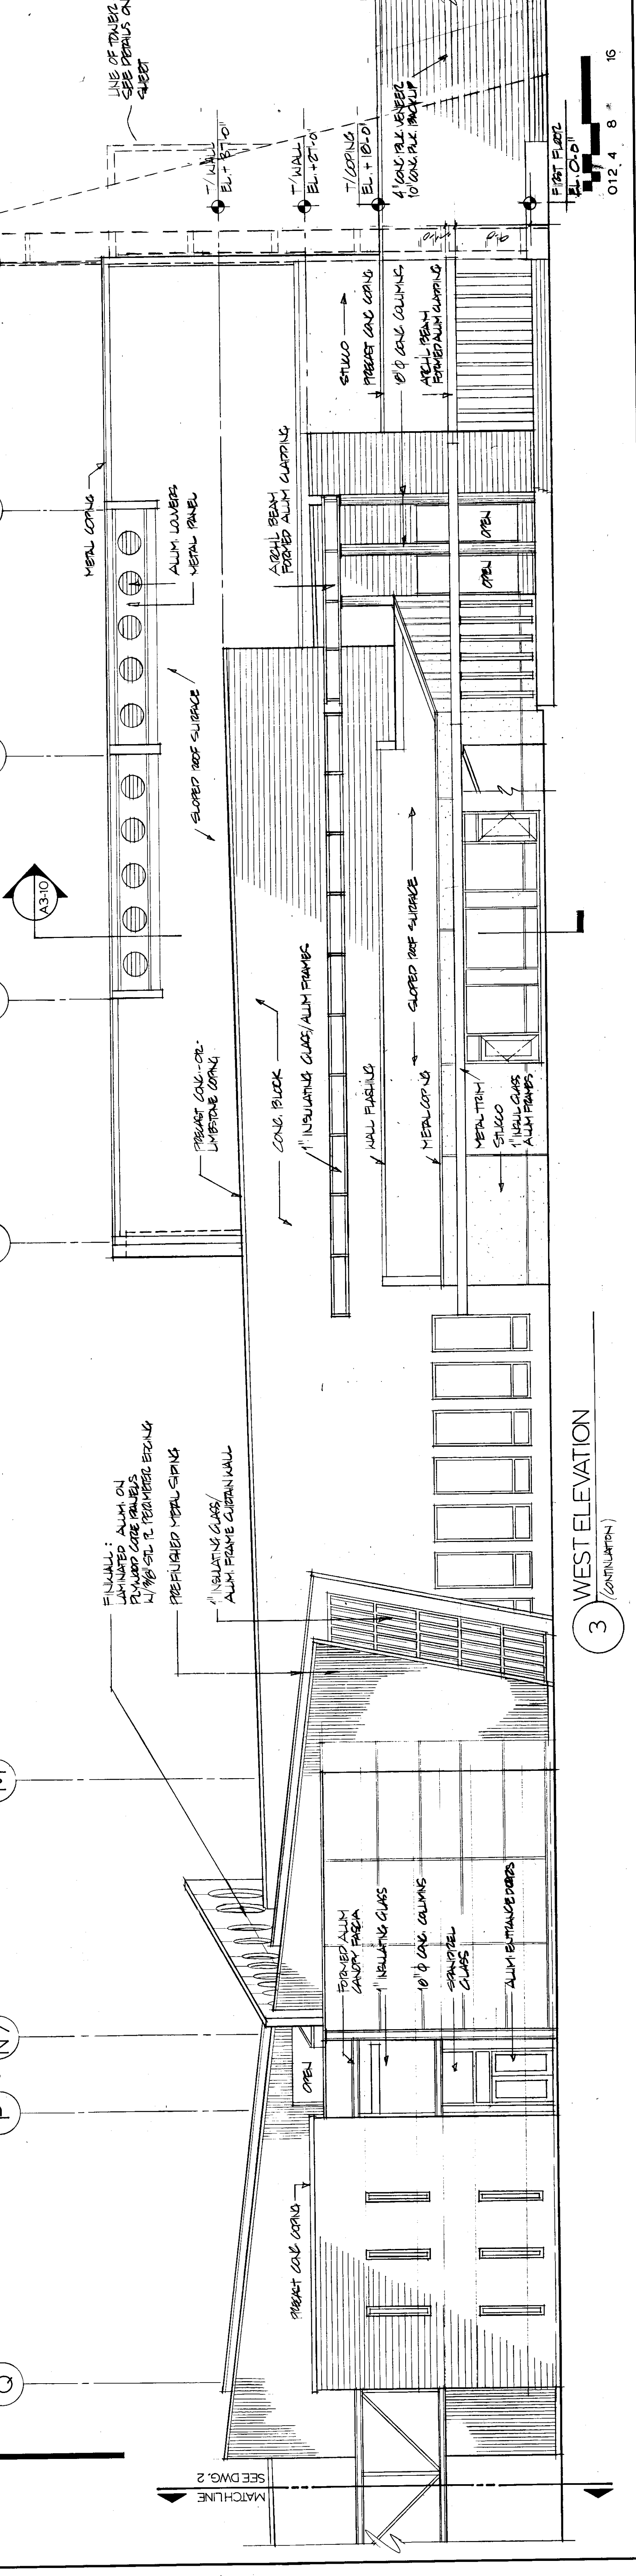 LINE OF TOWER
SEE DETAILS ON
SHEET
T/WALL
EL. + 37'-0"
T/WALL
EL. + 27'-0"
T/COPING
EL. + 18'-0"
4" CONC. BLK. VENEER
10" CONC. BLK. BACKUP
FIRST FLOOR
EL. 0'-0"
0 1 2 4 8 16
METAL COPING
ALUM. LOUVERS
METAL PANEL
SLOPED ROOF SURFACE
ARCH'L BEAM
FORMED ALUM CLADDING
STUCCO
PRECAST CONC COPING
18" Ø CONC. COLUMNS
ARCH'L BEAM
FORMED ALUM CLADDING
OPEN
OPEN
A3-10
PRECAST CONC.-OR-
LIMESTONE COPING
CONC. BLOCK
1" INSULATING GLASS/ALUM FRAMES
WALL FLASHING
SLOPED ROOF SURFACE
METAL COPING
METAL TRIM
STUCCO
1" INSUL GLASS
ALUM FRAMES
FINWALL:
LAMINATED ALUM. ON
PLYWOOD CORE PANELS
W/ 3/8" STL. PL PERIMETER EDGING
PREFINISHED METAL SIDING
1" INSULATING GLASS/
ALUM. FRAME CURTAIN WALL
M
N
P
Q
FORMED ALUM
CANOPY FASCIA
1" INSULATING GLASS
18" Ø CONC. COLUMNS
SPANDREL
GLASS
ALUM. ENTRANCE DOORS
OPEN
PRECAST CONC COPING
MATCH LINE
SEE DWG. 2
3
WEST ELEVATION
(CONTINUATION)